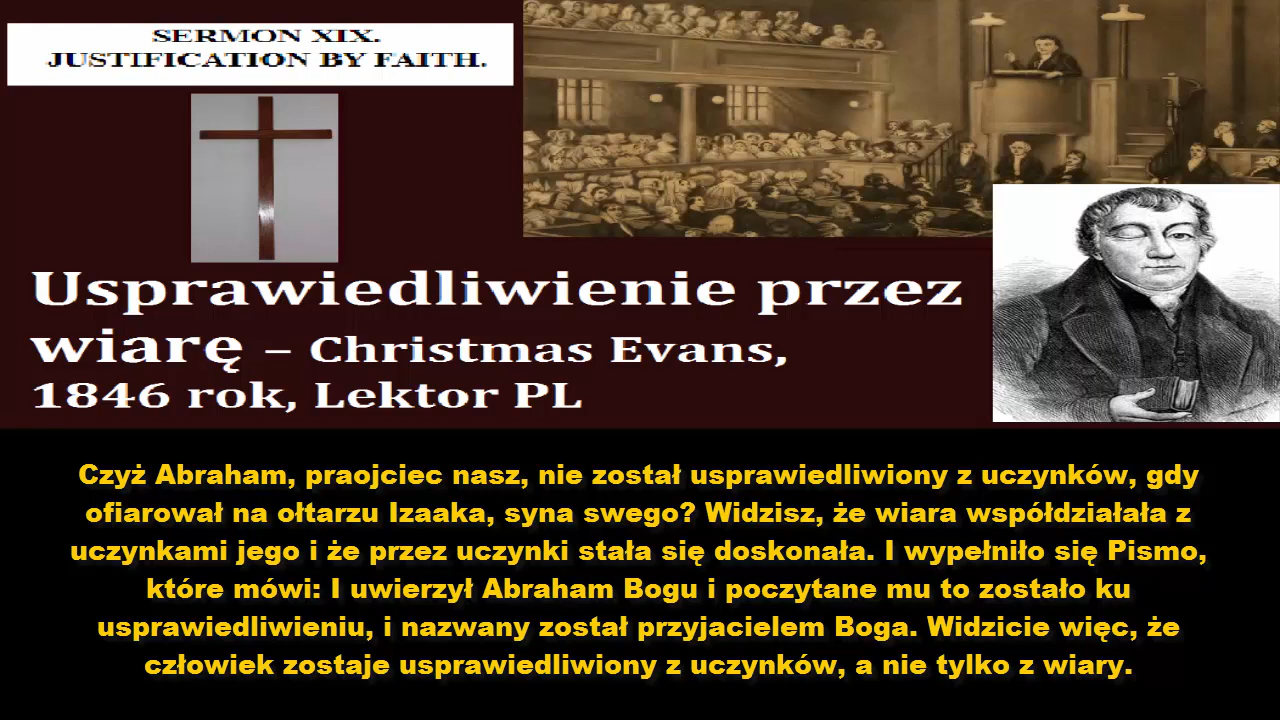 SERMON XIX.
JUSTIFICATION BY FAITH.
Usprawiedliwienie przez
wiarę – Christmas Evans,
1846 rok, Lektor PL
Czyż Abraham, praojciec nasz, nie został usprawiedliwiony z uczynków, gdy
ofiarował na ołtarzu Izaaka, syna swego? Widzisz, że wiara współdziałała z
uczynkami jego i że przez uczynki stała się doskonała. I wypełniło się Pismo,
które mówi: I uwierzył Abraham Bogu i poczytane mu to zostało ku
usprawiedliwieniu, i nazwany został przyjacielem Boga. Widzicie więc, że
człowiek zostaje usprawiedliwiony z uczynków, a nie tylko z wiary.